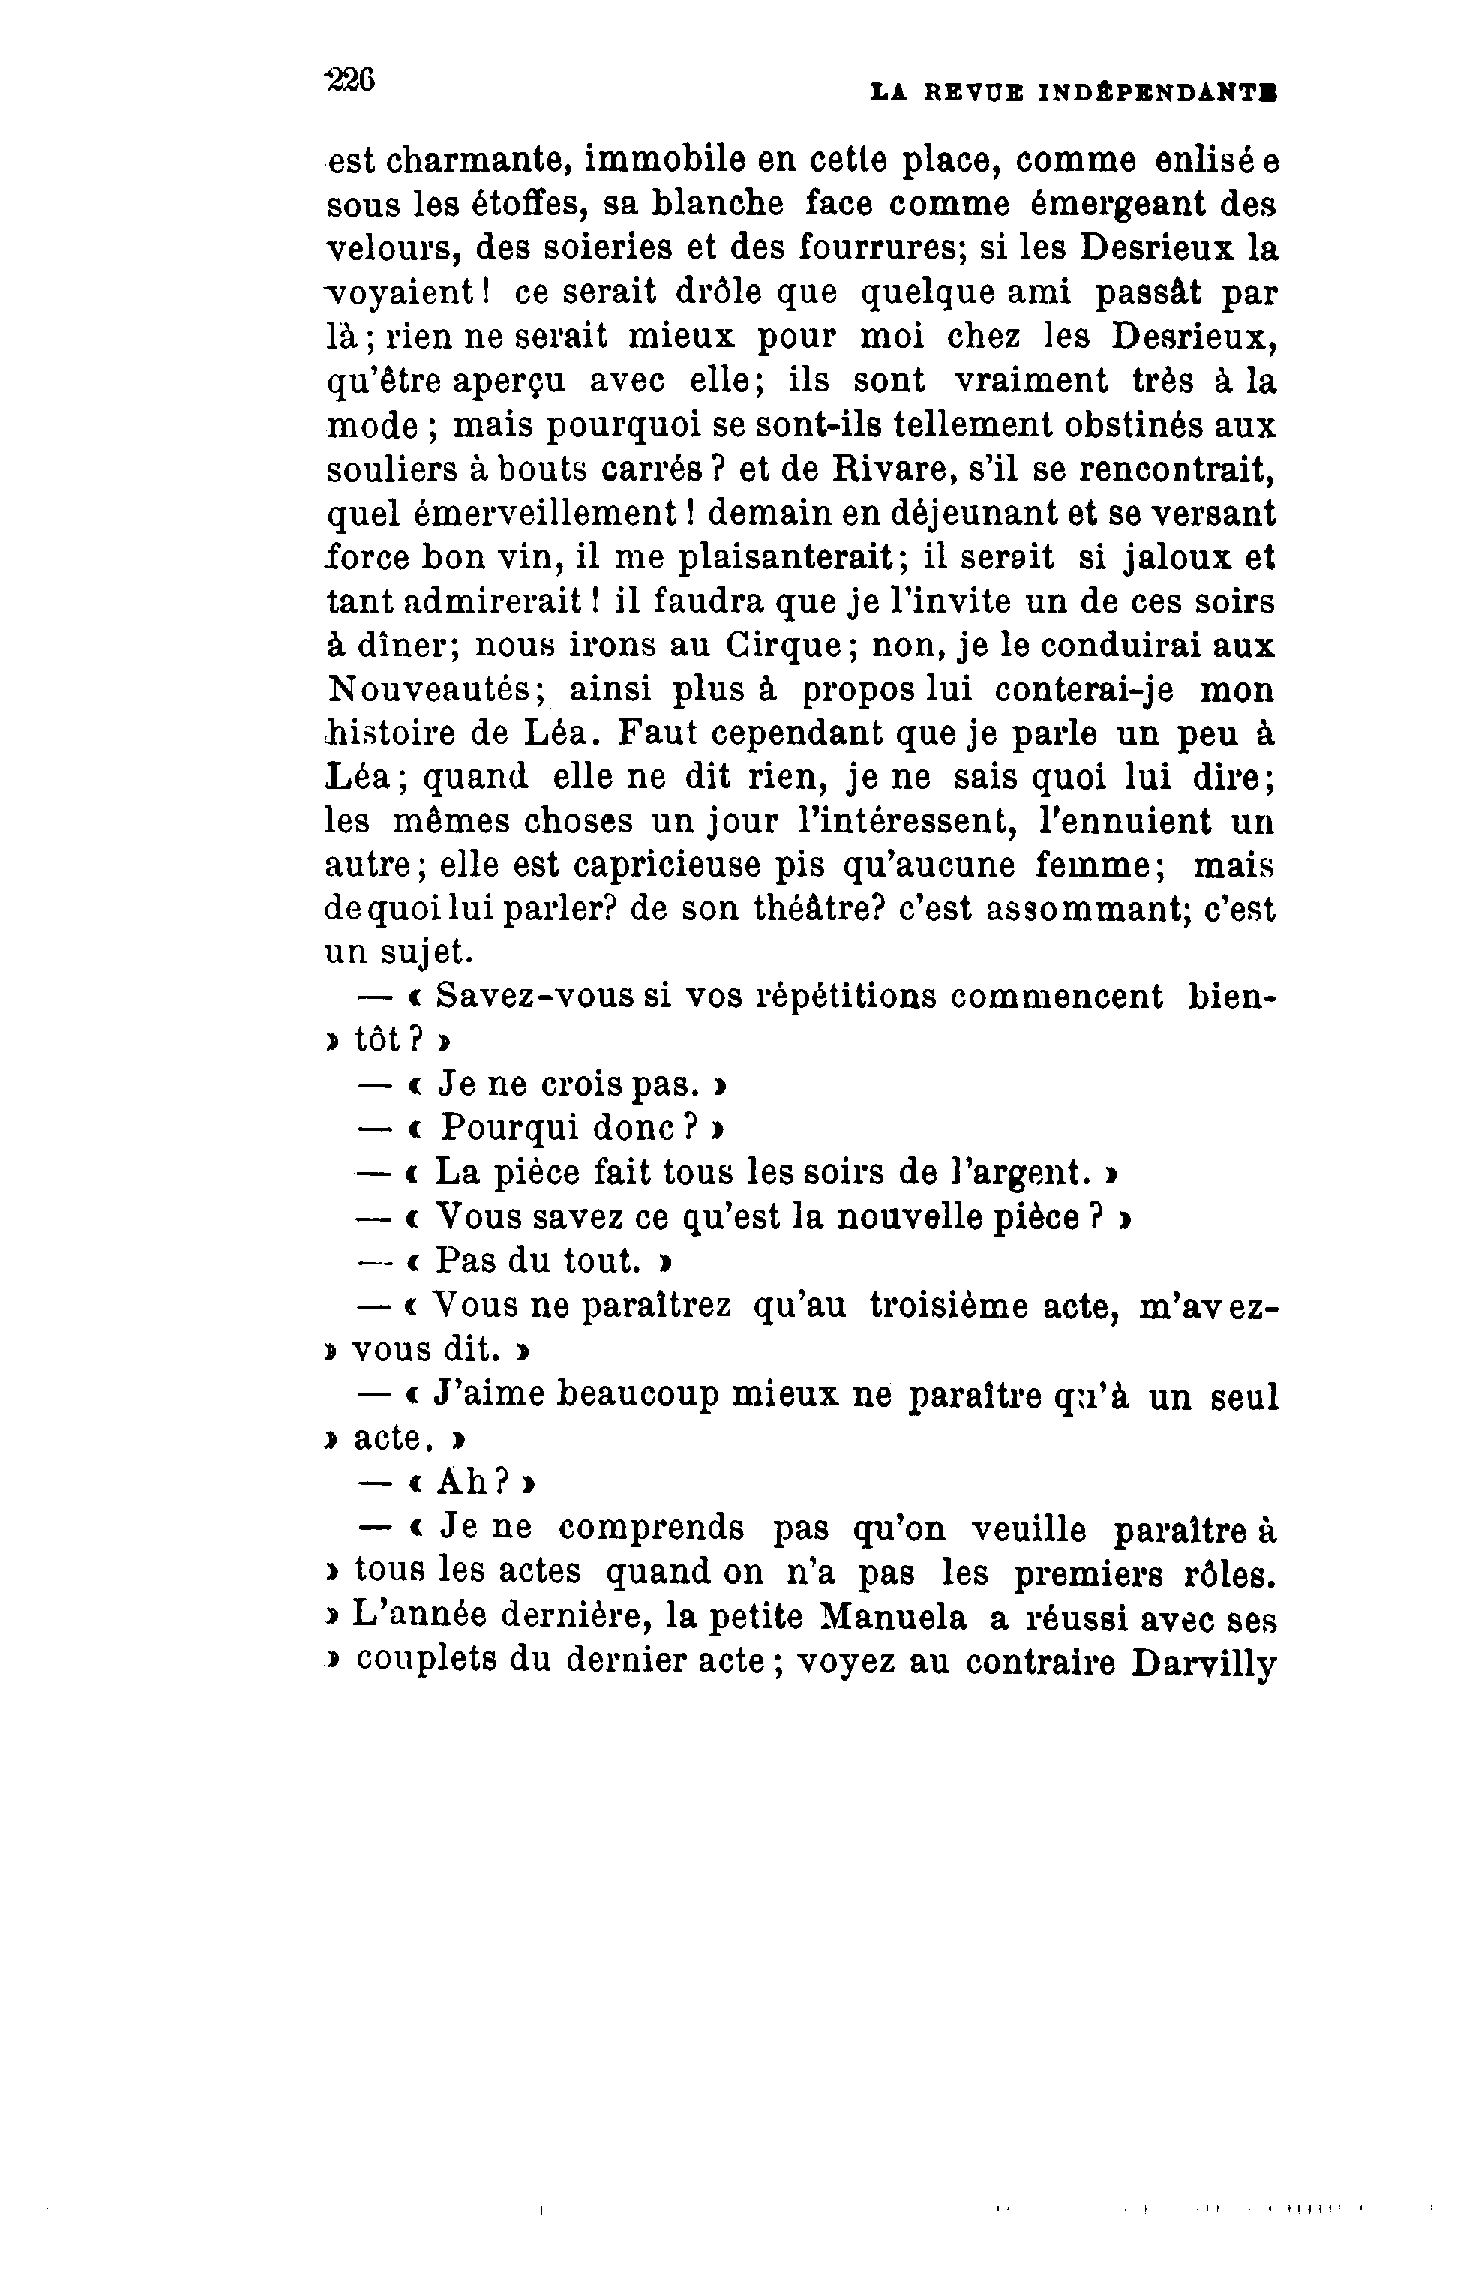 226
LA REVUE INDÉPENDANTE
est charmante, immobile en cette place, comme enlisée
sous les étoffes, sa blanche face comme émergeant des
velours, des soieries et des fourrures; si les Desrieux la
voyaient! ce serait drôle que quelque ami passât par
là; rien ne serait mieux pour moi chez les Desrieux,
qu'être aperçu avec elle; ils sont vraiment très à la
mode; mais pourquoi se sont-ils tellement obstinés aux
souliers à bouts carrés? et de Rivare, s'il se rencontrait,
quel émerveillement! demain en déjeunant et se versant
force bon vin, il me plaisanterait; il serait si jaloux et
tant admirerait! il faudra que je l'invite un de ces soirs
à dîner; nous irons au Cirque; non, je le conduirai aux
Nouveautés; ainsi plus à propos lui conterai-je mon
histoire de Léa. Faut cependant que je parle un peu à
Léa; quand elle ne dit rien, je ne sais quoi lui dire;
les mêmes choses un jour l'intéressent, l'ennuient un
autre; elle est capricieuse pis qu'aucune femme; mais
de quoi lui parler? de son théâtre? c'est assommant; c'est
un sujet.
— « Savez-vous si vos répétitions commencent bien-
» tôt? »
— « Je ne crois pas. »
— « Pourqui donc? »
— « La pièce fait tous les soirs de l'argent. »
— « Vous savez ce qu'est la nouvelle pièce? »
— « Pas du tout. »
— « Vous ne paraîtrez qu'au troisième acte, m'avez-
» vous dit. »
— « J'aime beaucoup mieux ne paraître qu'à un seul
» acte. »
— « Ah? »
— « Je ne comprends pas qu'on veuille paraître à
» tous les actes quand on n'a pas les premiers rôles.
» L'année dernière, la petite Manuela a réussi avec ses
» couplets du dernier acte; voyez au contraire Darvilly